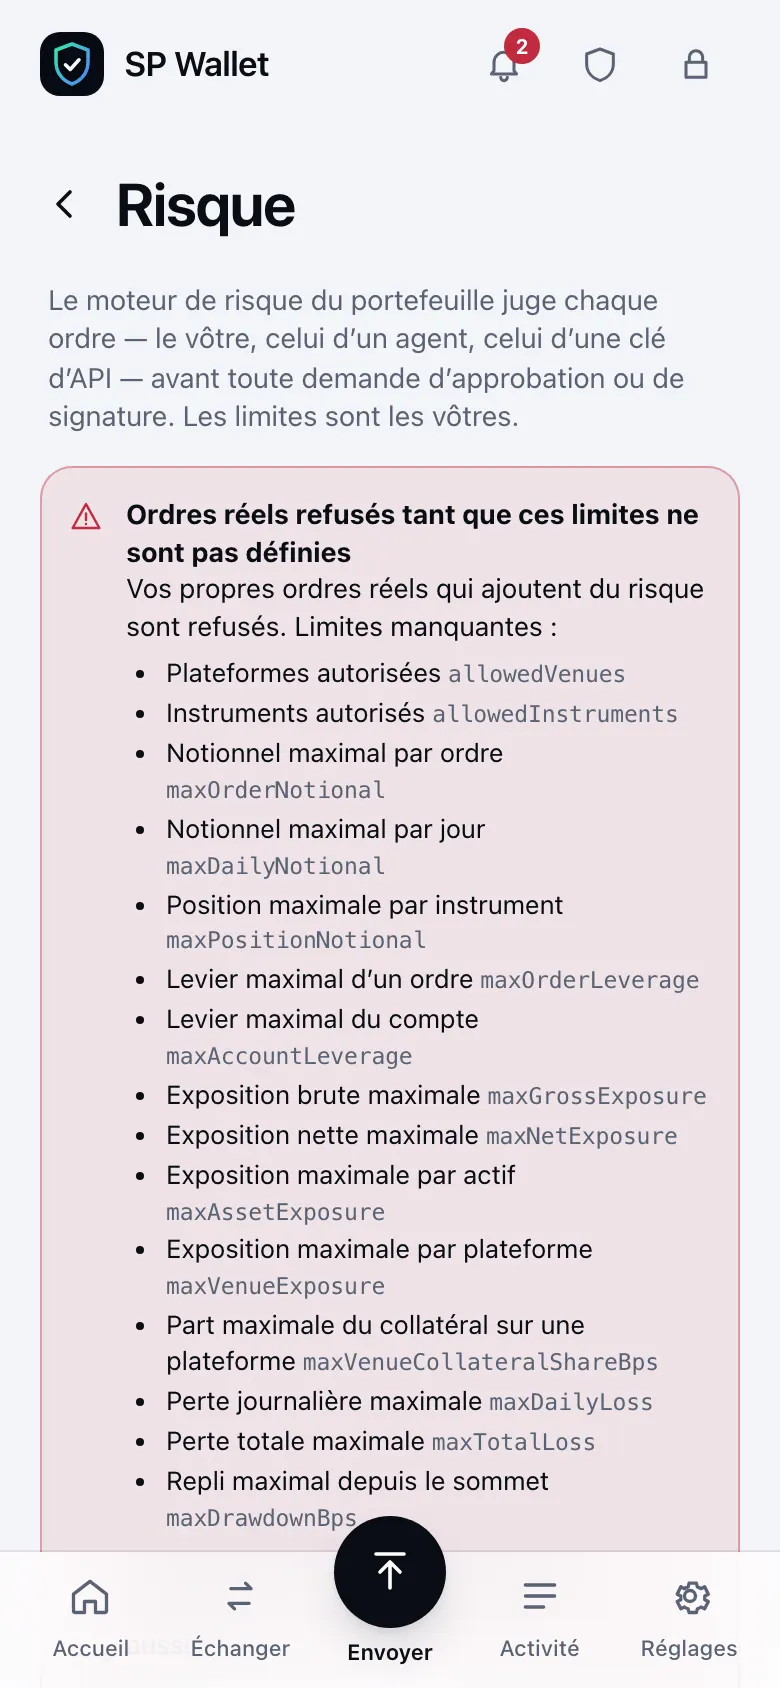 SP Wallet
2
Risque
Le moteur de risque du portefeuille juge chaque
ordre — le vôtre, celui d’un agent, celui d’une clé
d’API — avant toute demande d’approbation ou de
signature. Les limites sont les vôtres.
Ordres réels refusés tant que ces limites ne
sont pas définies
Vos propres ordres réels qui ajoutent du risque
sont refusés. Limites manquantes :
• Plateformes autorisées allowedVenues
• Instruments autorisés allowedInstruments
• Notionnel maximal par ordre
maxOrderNotional
• Notionnel maximal par jour
maxDailyNotional
• Position maximale par instrument
maxPositionNotional
• Levier maximal d’un ordre maxOrderLeverage
• Levier maximal du compte
maxAccountLeverage
• Exposition brute maximale maxGrossExposure
• Exposition nette maximale maxNetExposure
• Exposition maximale par actif
maxAssetExposure
• Exposition maximale par plateforme
maxVenueExposure
• Part maximale du collatéral sur une
plateforme maxVenueCollateralShareBps
• Perte journalière maximale maxDailyLoss
• Perte totale maximale maxTotalLoss
• Repli maximal depuis le sommet
maxDrawdownBps
Accueil Échanger Envoyer Activité Réglages